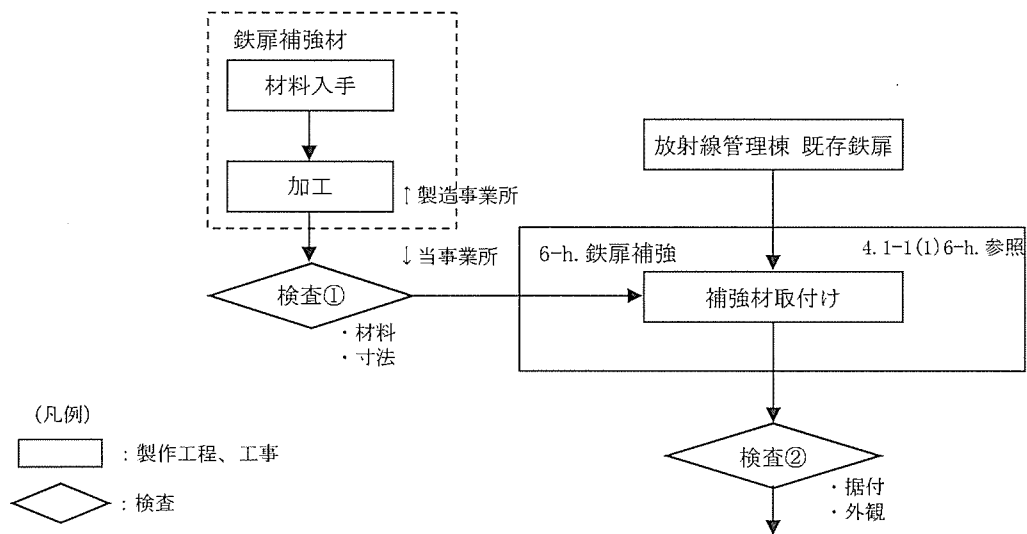 鉄扉補強材
材料入手
加工
↑製造事業所
↓当事業所
検査①
・材料
・寸法
放射線管理棟 既存鉄扉
6-h. 鉄扉補強
4.1-1(1)6-h. 参照
補強材取付け
検査②
・据付
・外観
(凡例)
：製作工程、工事
：検査